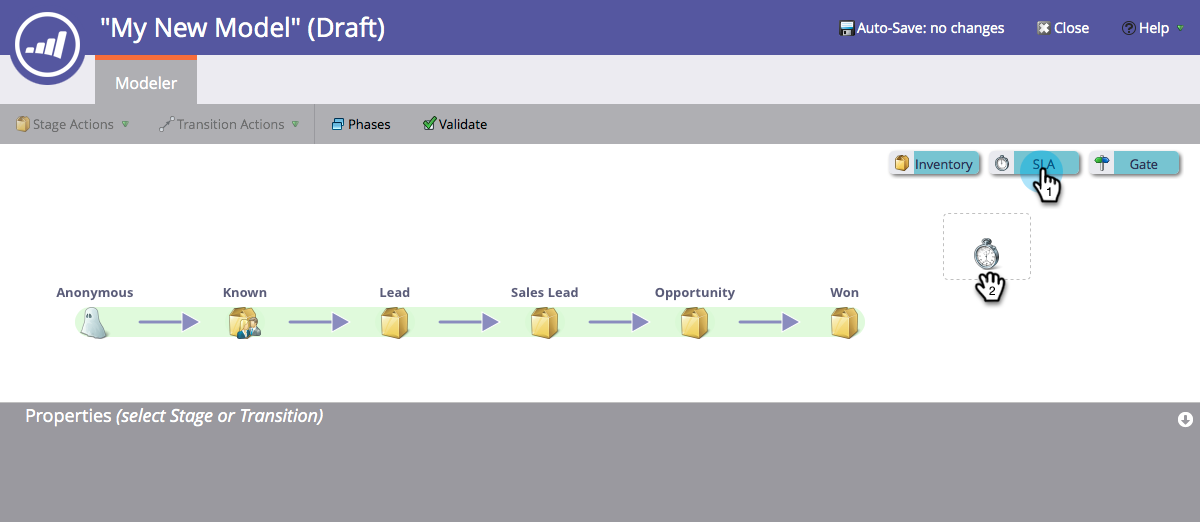 "My New Model" (Draft)
Auto-Save: no changes
Close
Help
Modeler
Stage Actions
Transition Actions
Phases
Validate
Inventory
SLA
Gate
1
2
Anonymous
Known
Lead
Sales Lead
Opportunity
Won
Properties (select Stage or Transition)